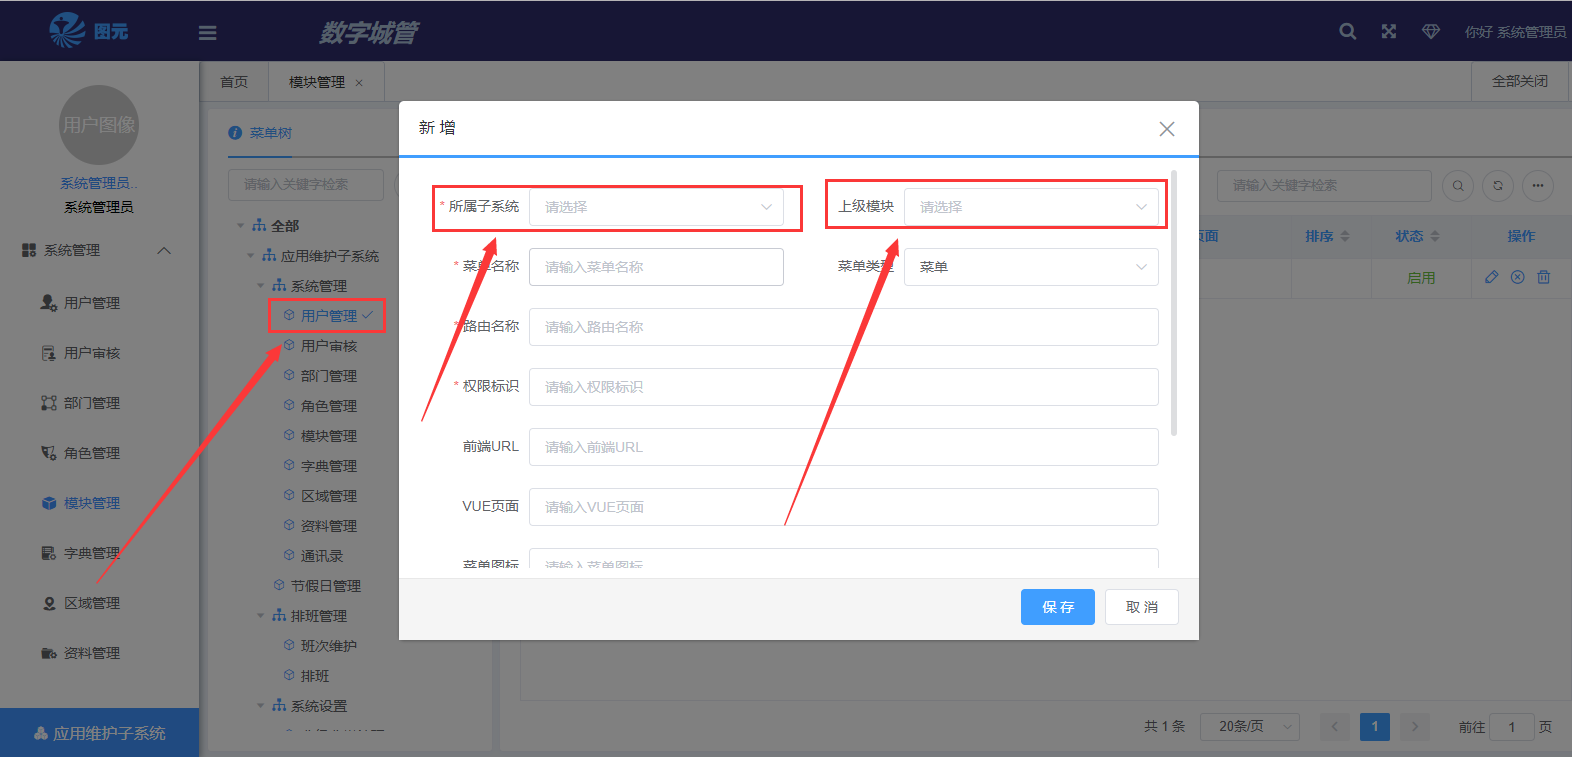 图元
数字城管
你好 系统管理员
首页
模块管理 ×
全部关闭
用户图像
系统管理员..
系统管理员
系统管理
用户管理
用户审核
部门管理
角色管理
模块管理
字典管理
区域管理
资料管理
应用维护子系统
菜单树
请输入关键字检索
全部
应用维护子系统
系统管理
用户管理
用户审核
部门管理
角色管理
模块管理
字典管理
区域管理
资料管理
通讯录
节假日管理
排班管理
班次维护
排班
系统设置
新 增
* 所属子系统 请选择
上级模块 请选择
* 菜单名称 请输入菜单名称
菜单类型 菜单
* 路由名称 请输入路由名称
* 权限标识 请输入权限标识
前端URL 请输入前端URL
VUE页面 请输入VUE页面
菜单图标 请输入菜单图标
保 存
取 消
请输入关键字检索
页面 排序 状态 操作
启用
共 1 条 20条/页 1 前往 1 页